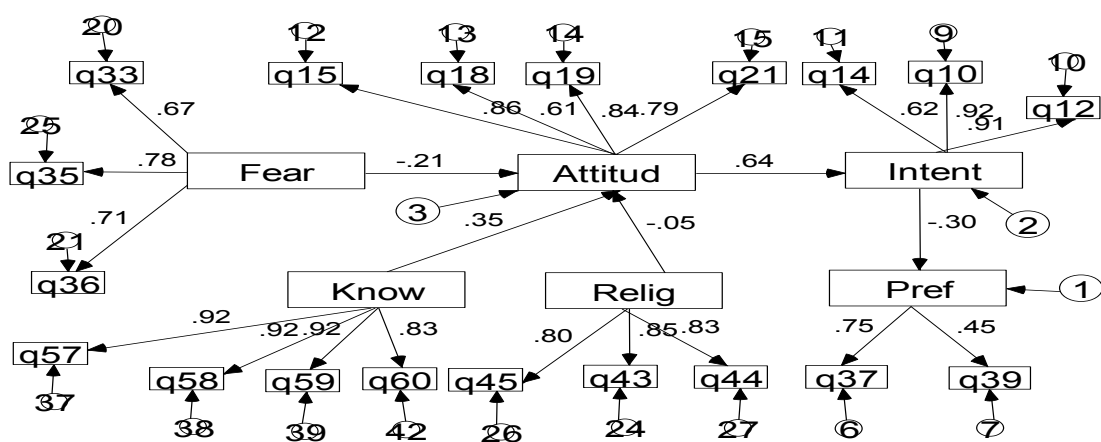 20
12
13
14
15
11
9
10
q33
q15
q18
q19
q21
q14
q10
q12
.67
.86
.61
.84
.79
.62
.92
.91
25
q35
.78
Fear
-.21
Attitud
.64
Intent
.71
3
.35
-.05
-.30
2
21
q36
Know
Relig
Pref
1
.92
.92
.92
.83
.80
.85
.83
.75
.45
q57
q58
q59
q60
q45
q43
q44
q37
q39
37
38
39
42
26
24
27
6
7